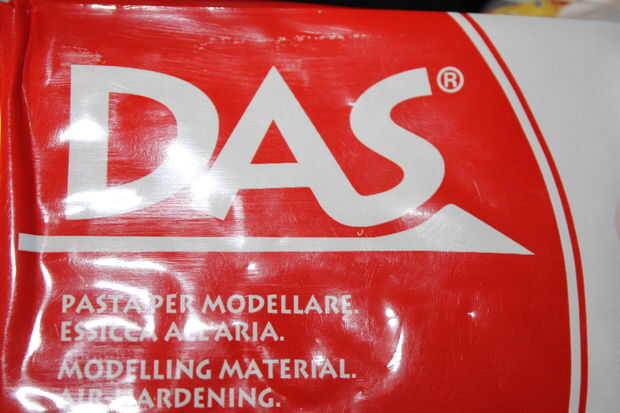 DAS®
PASTA PER MODELLARE.
ESSICCA ALL'ARIA.
MODELLING MATERIAL.
AIR HARDENING.